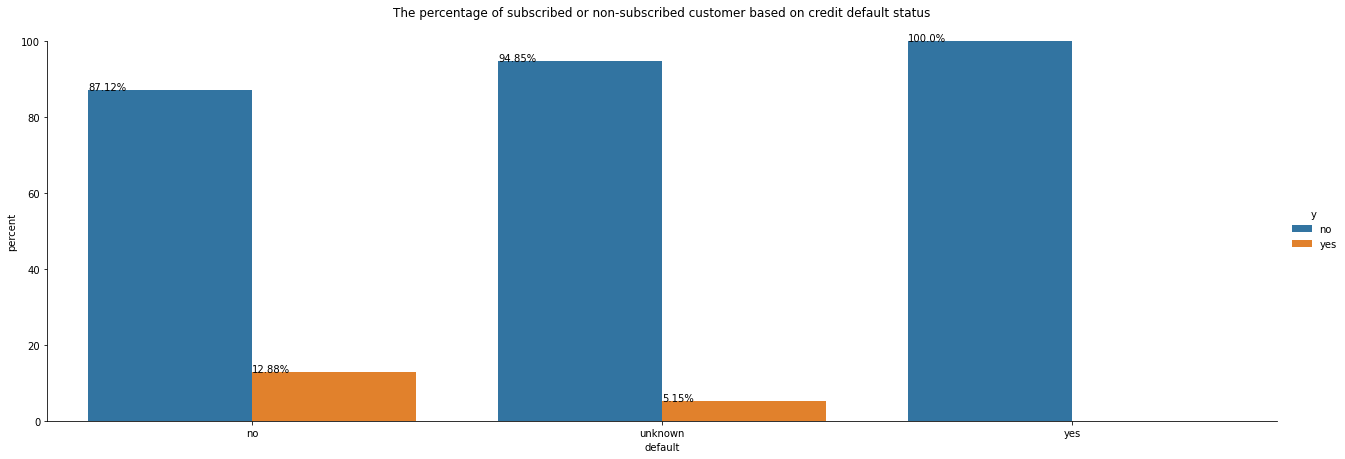 The percentage of subscribed or non-subscribed customer based on credit default status
100
80
60
40
20
0
percent
87.12%
12.88%
94.85%
5.15%
100.0%
no
unknown
yes
default
y
no
yes